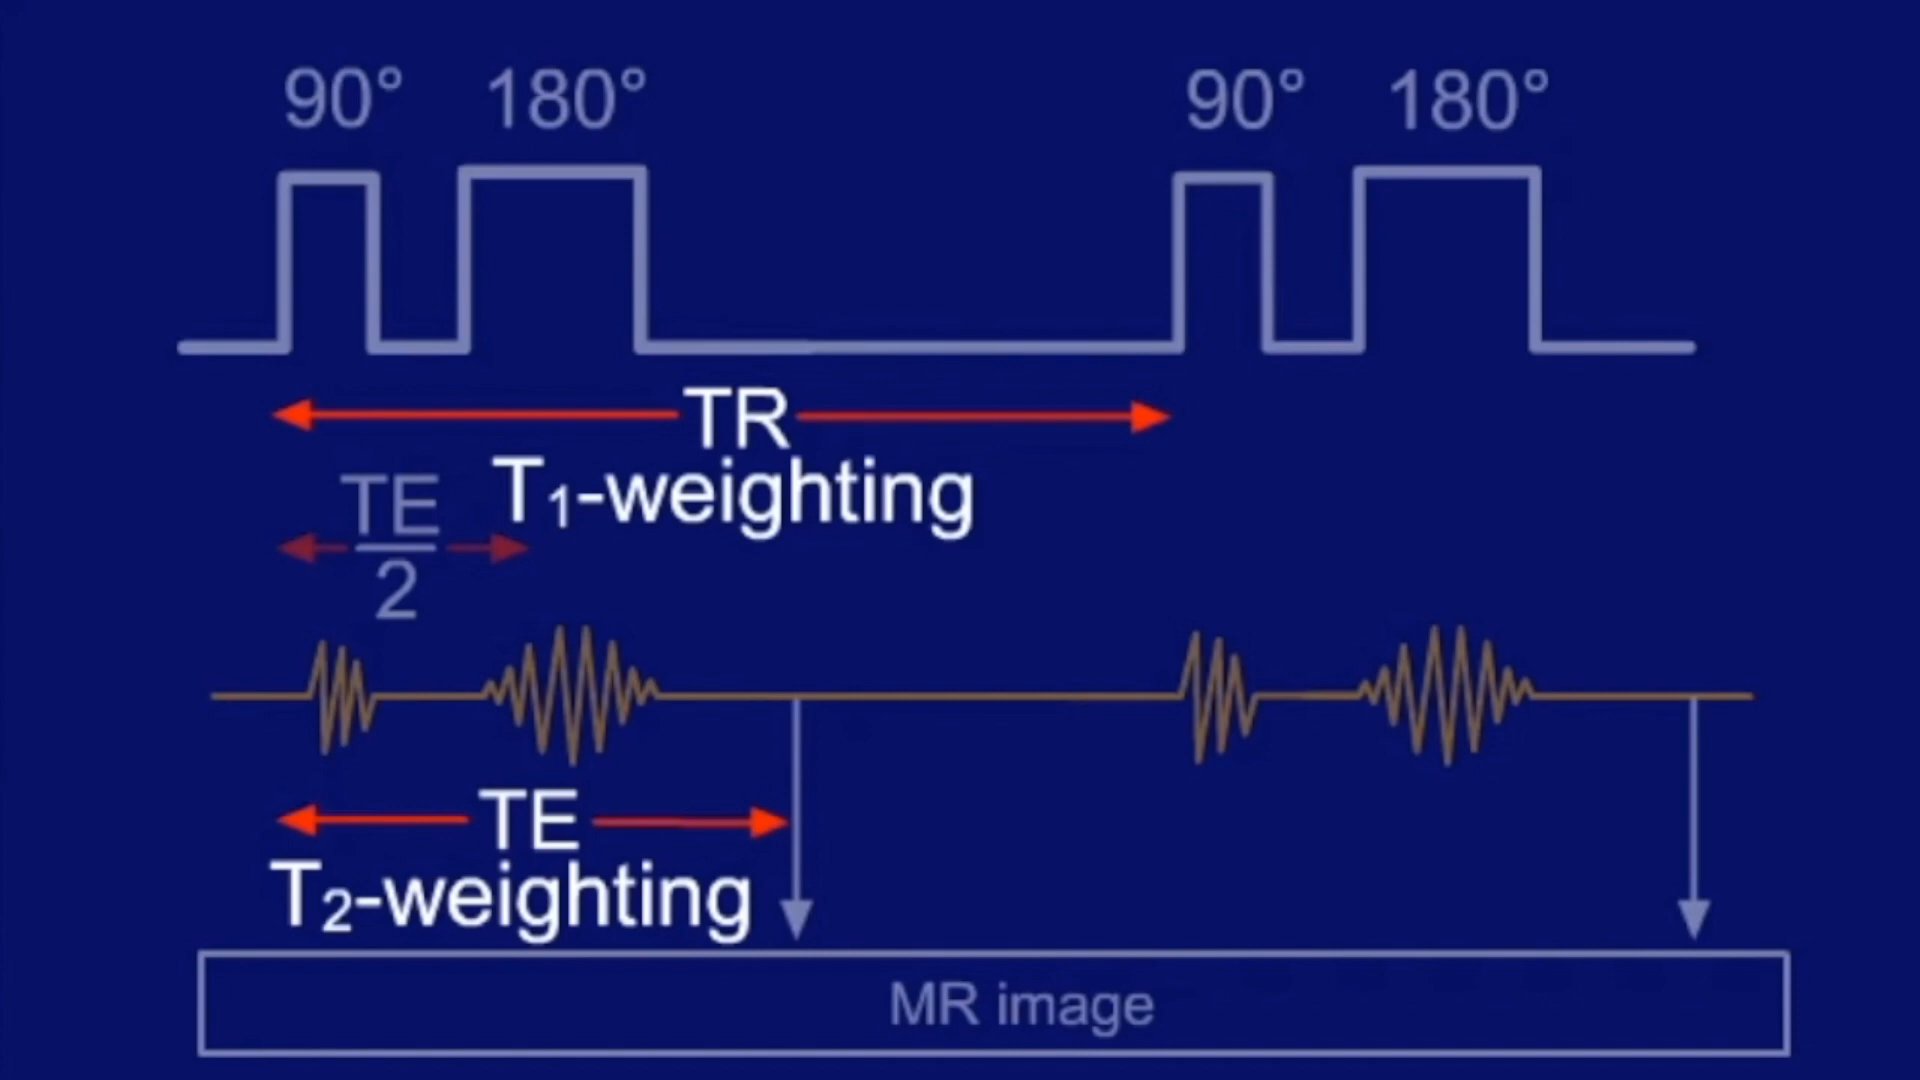 90° 180° 90° 180°
TR
T₁-weighting
TE
2
TE
T₂-weighting
MR image